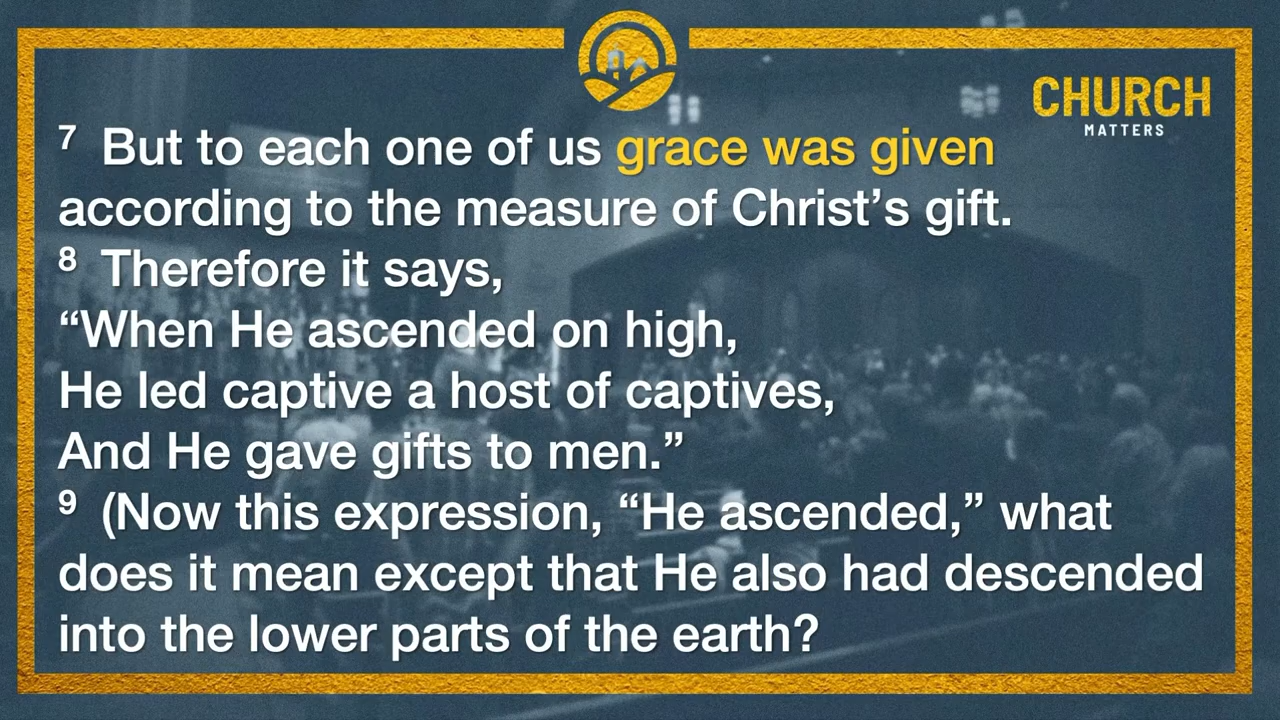 CHURCH
MATTERS
7 But to each one of us grace was given
according to the measure of Christ’s gift.
8 Therefore it says,
“When He ascended on high,
He led captive a host of captives,
And He gave gifts to men.”
9 (Now this expression, “He ascended,” what
does it mean except that He also had descended
into the lower parts of the earth?